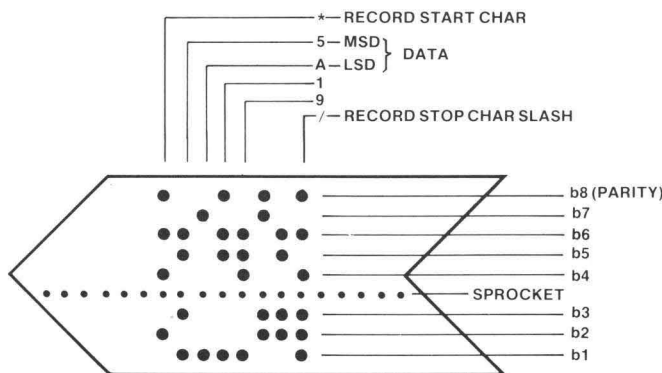 *—RECORD START CHAR
5—MSD
A—LSD
DATA
1
9
/—RECORD STOP CHAR SLASH
b8 (PARITY)
b7
b6
b5
b4
SPROCKET
b3
b2
b1